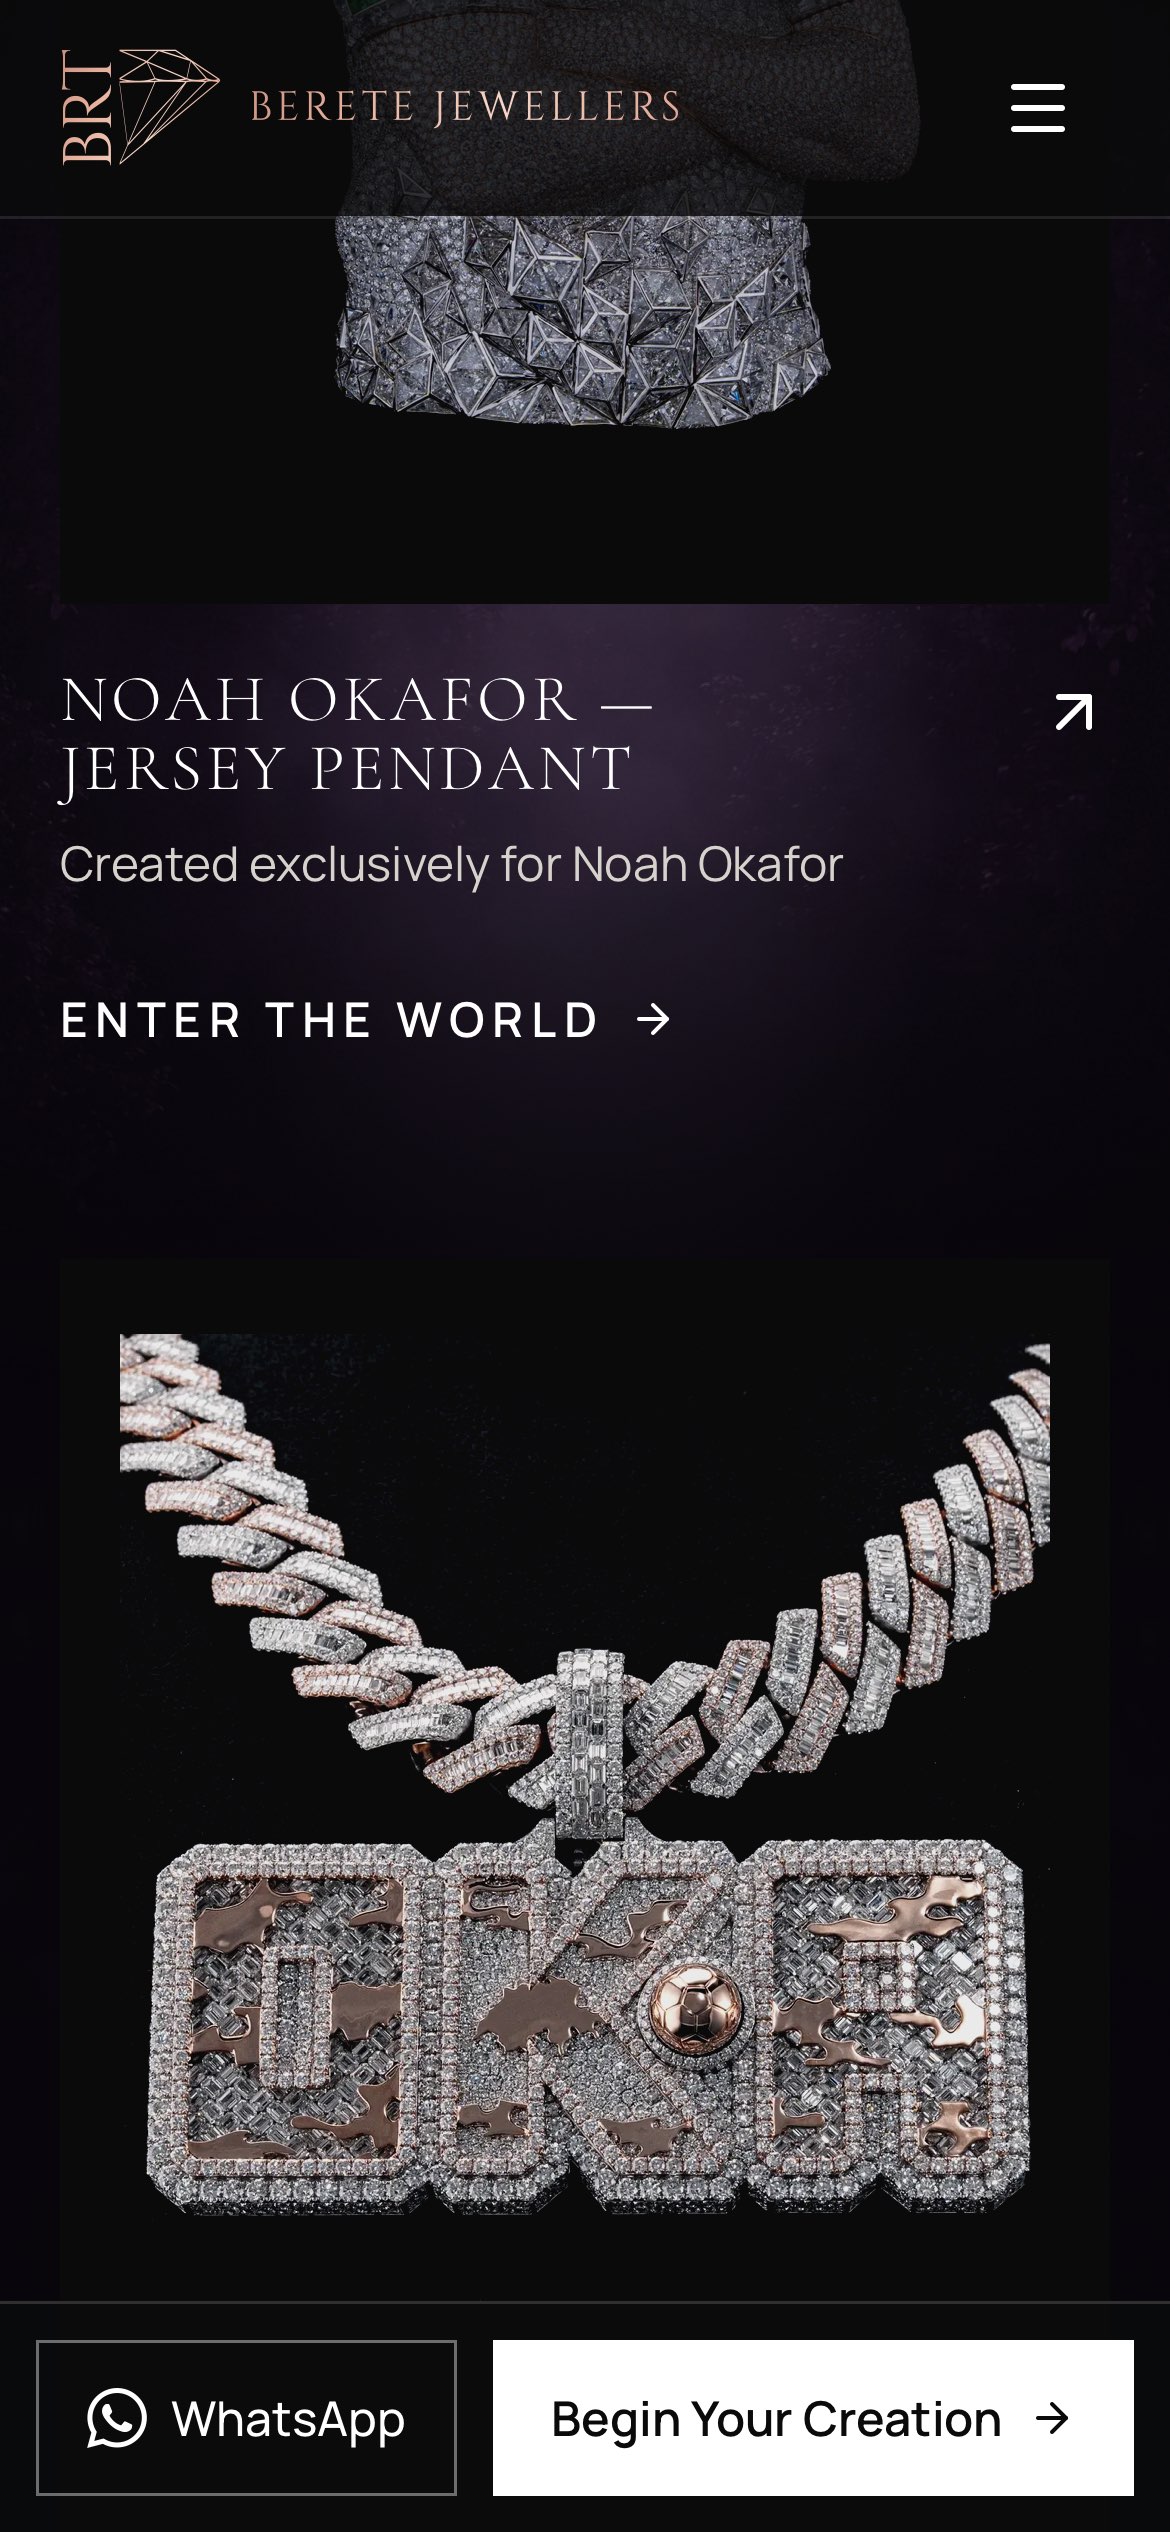 BRT
BERETE JEWELLERS
NOAH OKAFOR —
JERSEY PENDANT
Created exclusively for Noah Okafor
ENTER THE WORLD →
OKA
WhatsApp
Begin Your Creation →